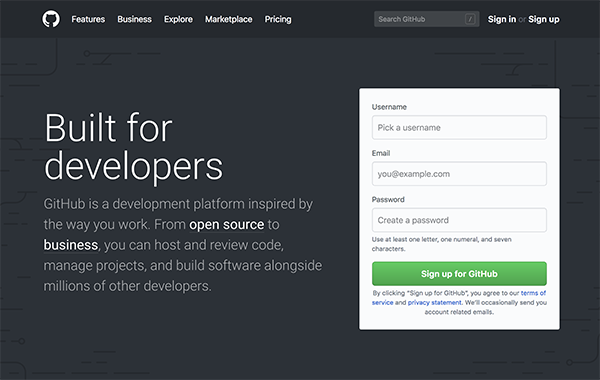 Features Business Explore Marketplace Pricing Search GitHub / Sign in or Sign up
Built for
developers
GitHub is a development platform inspired by
the way you work. From open source to
business, you can host and review code,
manage projects, and build software alongside
millions of other developers.
Username
Pick a username
Email
you@example.com
Password
Create a password
Use at least one letter, one numeral, and seven
characters.
Sign up for GitHub
By clicking "Sign up for GitHub", you agree to our terms of
service and privacy statement. We'll occasionally send you
account related emails.